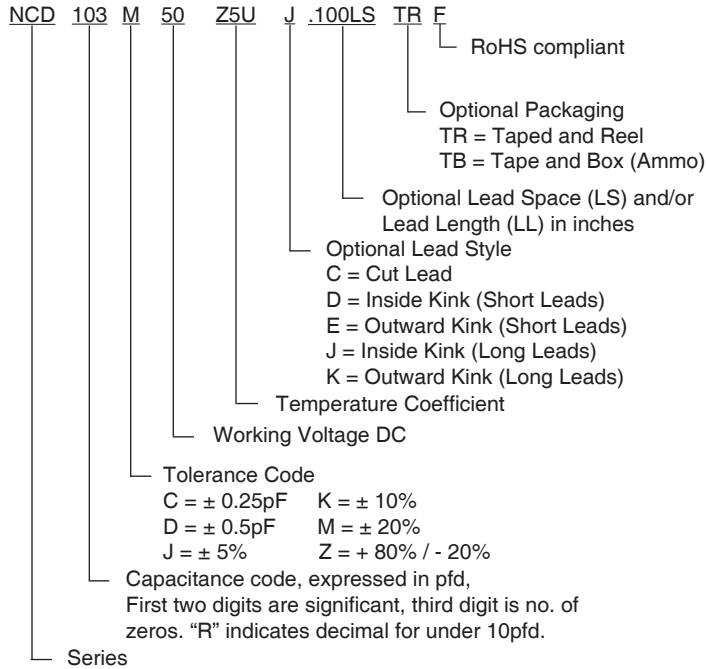 NCD 103 M 50 Z5U J .100LS TR F
RoHS compliant
Optional Packaging
TR = Taped and Reel
TB = Tape and Box (Ammo)
Optional Lead Space (LS) and/or
Lead Length (LL) in inches
Optional Lead Style
C = Cut Lead
D = Inside Kink (Short Leads)
E = Outward Kink (Short Leads)
J = Inside Kink (Long Leads)
K = Outward Kink (Long Leads)
Temperature Coefficient
Working Voltage DC
Tolerance Code
C = ± 0.25pF K = ± 10%
D = ± 0.5pF M = ± 20%
J = ± 5% Z = + 80% / - 20%
Capacitance code, expressed in pfd,
First two digits are significant, third digit is no. of
zeros. “R” indicates decimal for under 10pfd.
Series